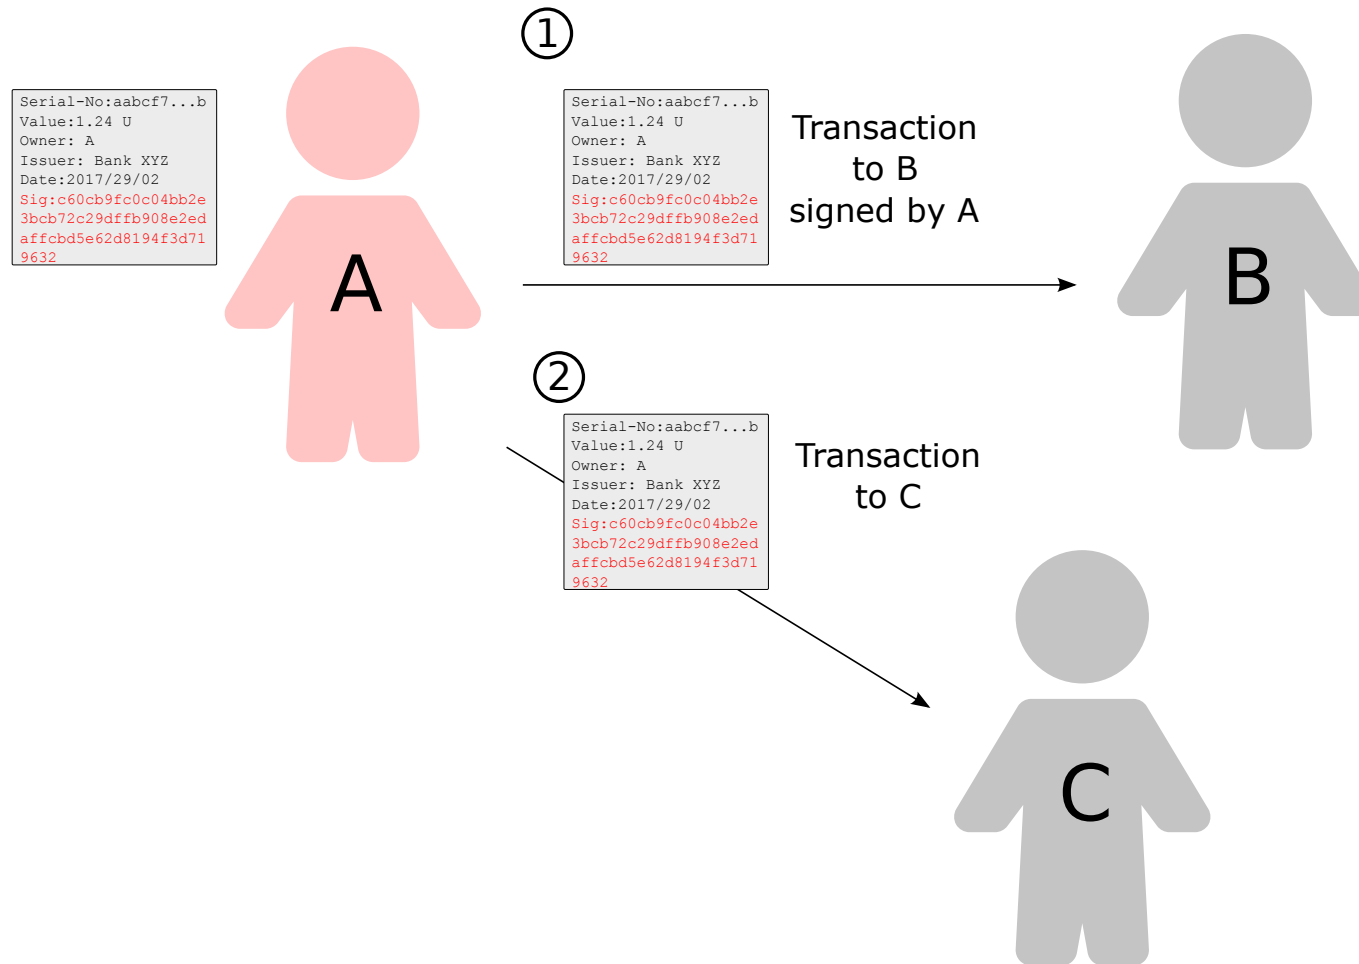 1
Serial-No:aabcf7...b
Value:1.24 U
Owner: A
Issuer: Bank XYZ
Date:2017/29/02
Sig:c60cb9fc0c04bb2e
3bcb72c29dffb908e2ed
affcbd5e62d8194f3d71
9632
A
Serial-No:aabcf7...b
Value:1.24 U
Owner: A
Issuer: Bank XYZ
Date:2017/29/02
Sig:c60cb9fc0c04bb2e
3bcb72c29dffb908e2ed
affcbd5e62d8194f3d71
9632
Transaction
to B
signed by A
B
2
Serial-No:aabcf7...b
Value:1.24 U
Owner: A
Issuer: Bank XYZ
Date:2017/29/02
Sig:c60cb9fc0c04bb2e
3bcb72c29dffb908e2ed
affcbd5e62d8194f3d71
9632
Transaction
to C
C